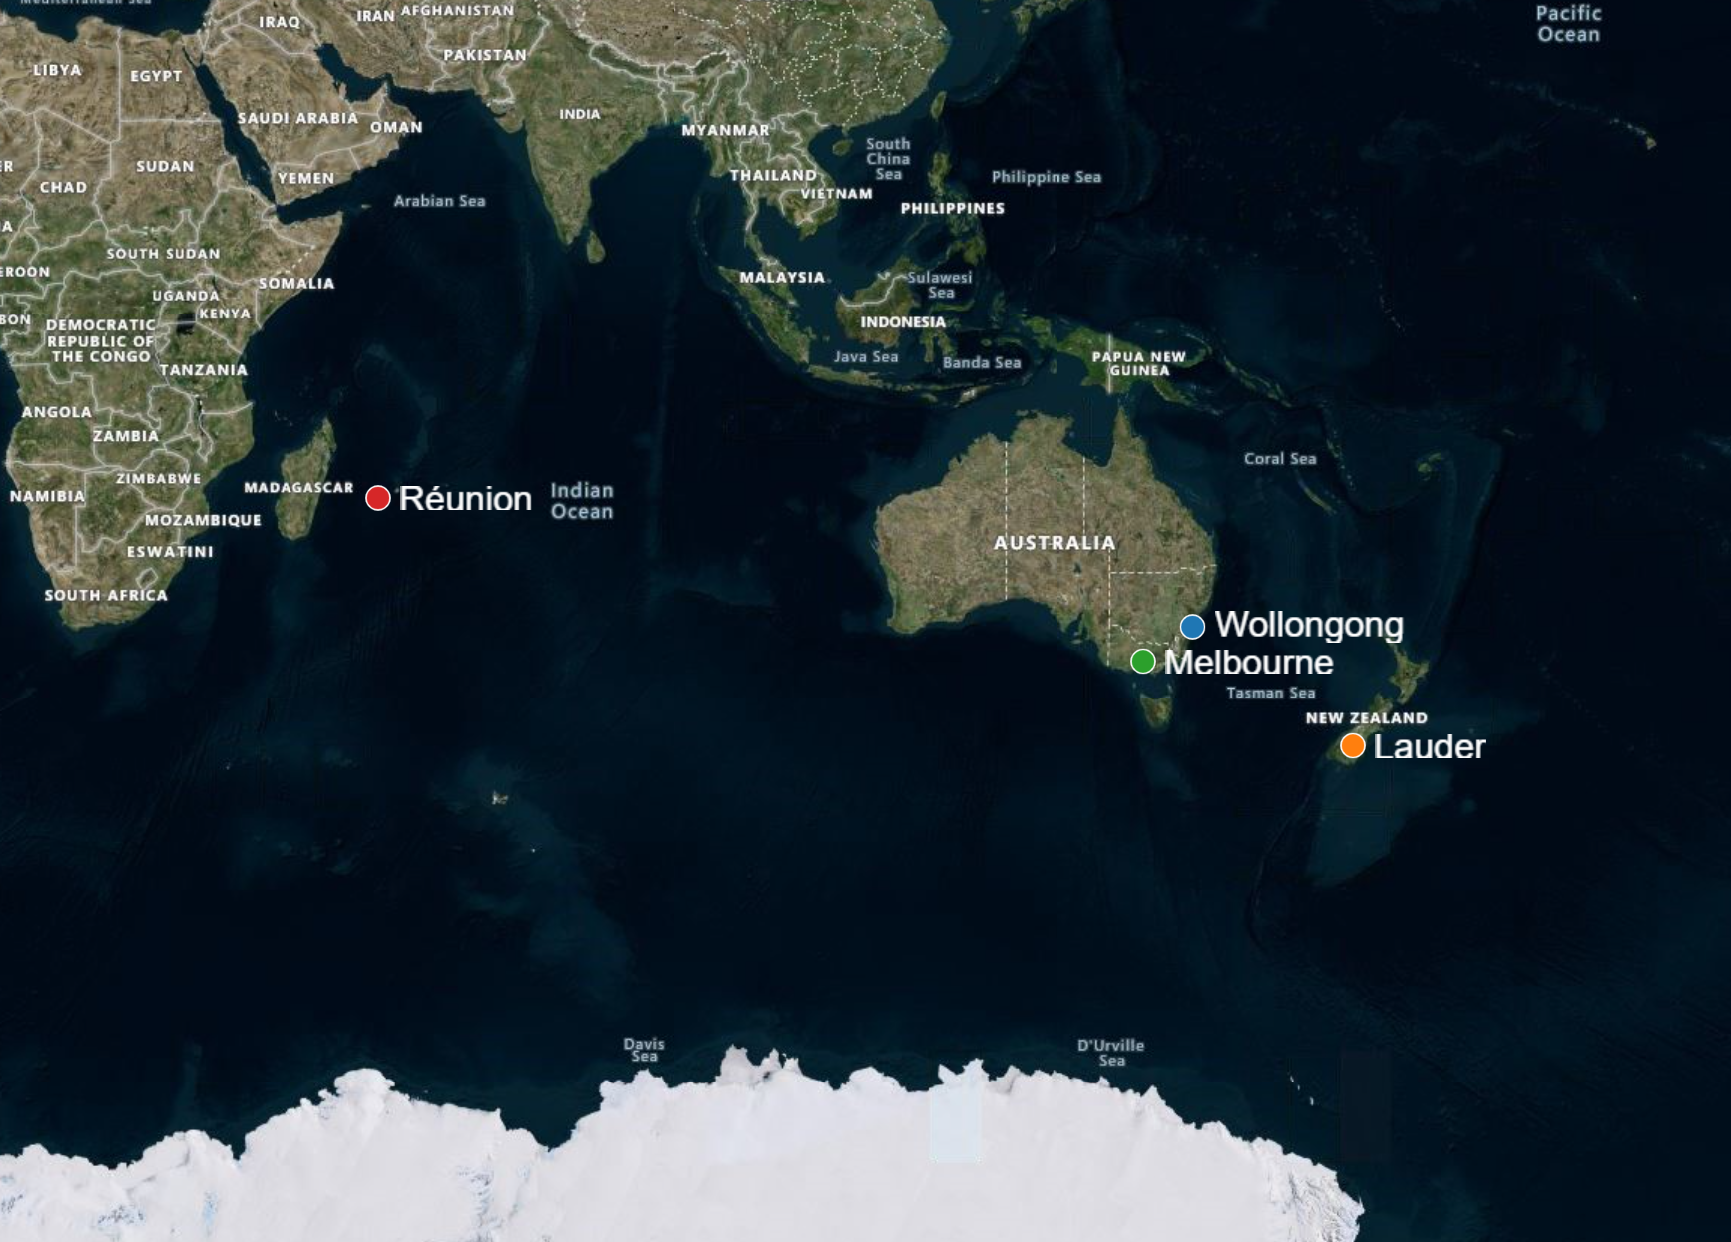 Pacific
Ocean
IRAQ
IRAN
AFGHANISTAN
PAKISTAN
LIBYA
EGYPT
SAUDI ARABIA
OMAN
INDIA
MYANMAR
South
China
Sea
SUDAN
CHAD
YEMEN
THAILAND
VIETNAM
Philippine Sea
Arabian Sea
PHILIPPINES
SOUTH SUDAN
SOMALIA
MALAYSIA
Sulawesi
Sea
UGANDA
KENYA
DEMOCRATIC
REPUBLIC OF
THE CONGO
INDONESIA
TANZANIA
Java Sea
Banda Sea
PAPUA NEW
GUINEA
ANGOLA
ZAMBIA
Coral Sea
ZIMBABWE
MADAGASCAR
NAMIBIA
Réunion
Indian
Ocean
MOZAMBIQUE
AUSTRALIA
ESWATINI
SOUTH AFRICA
Wollongong
Melbourne
Tasman Sea
NEW ZEALAND
Lauder
Davis
Sea
D'Urville
Sea